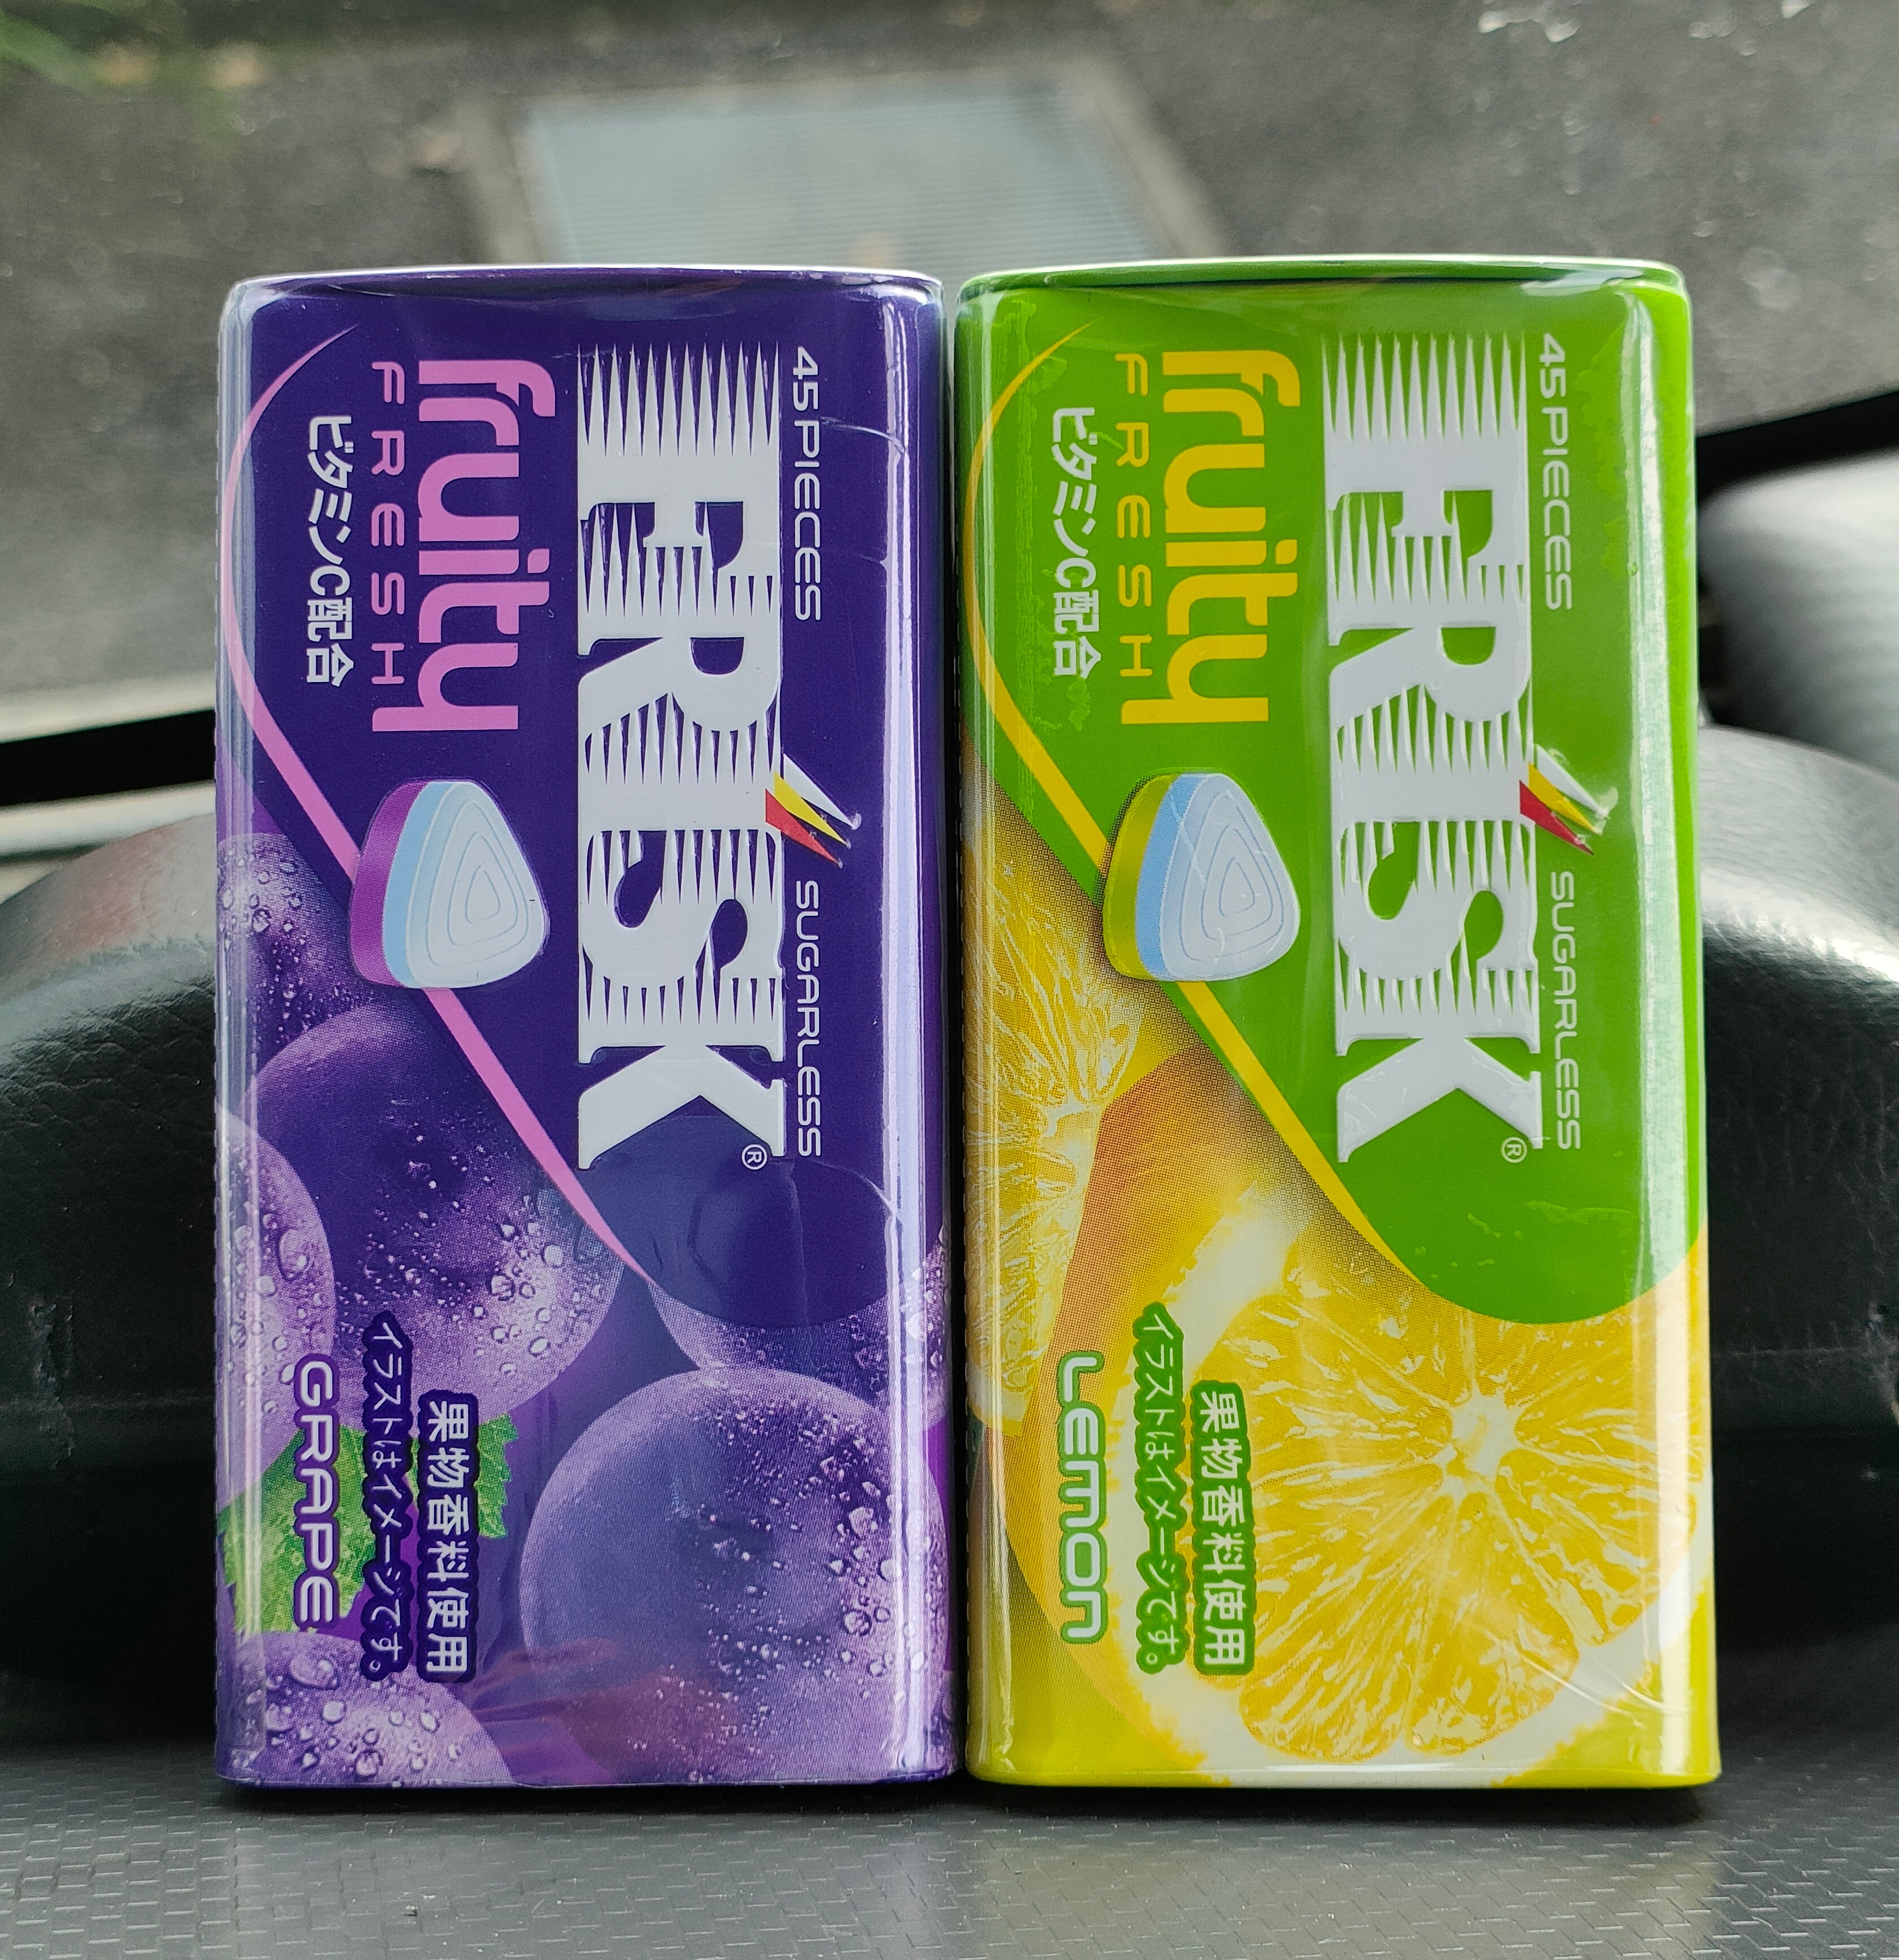 45 PIECES
SUGARLESS
FRISK®
fruity
FRESH
ビタミンC配合
果物香料使用
イラストはイメージです。
GRAPE
45 PIECES
SUGARLESS
FRISK®
fruity
FRESH
ビタミンC配合
果物香料使用
イラストはイメージです。
LEMON